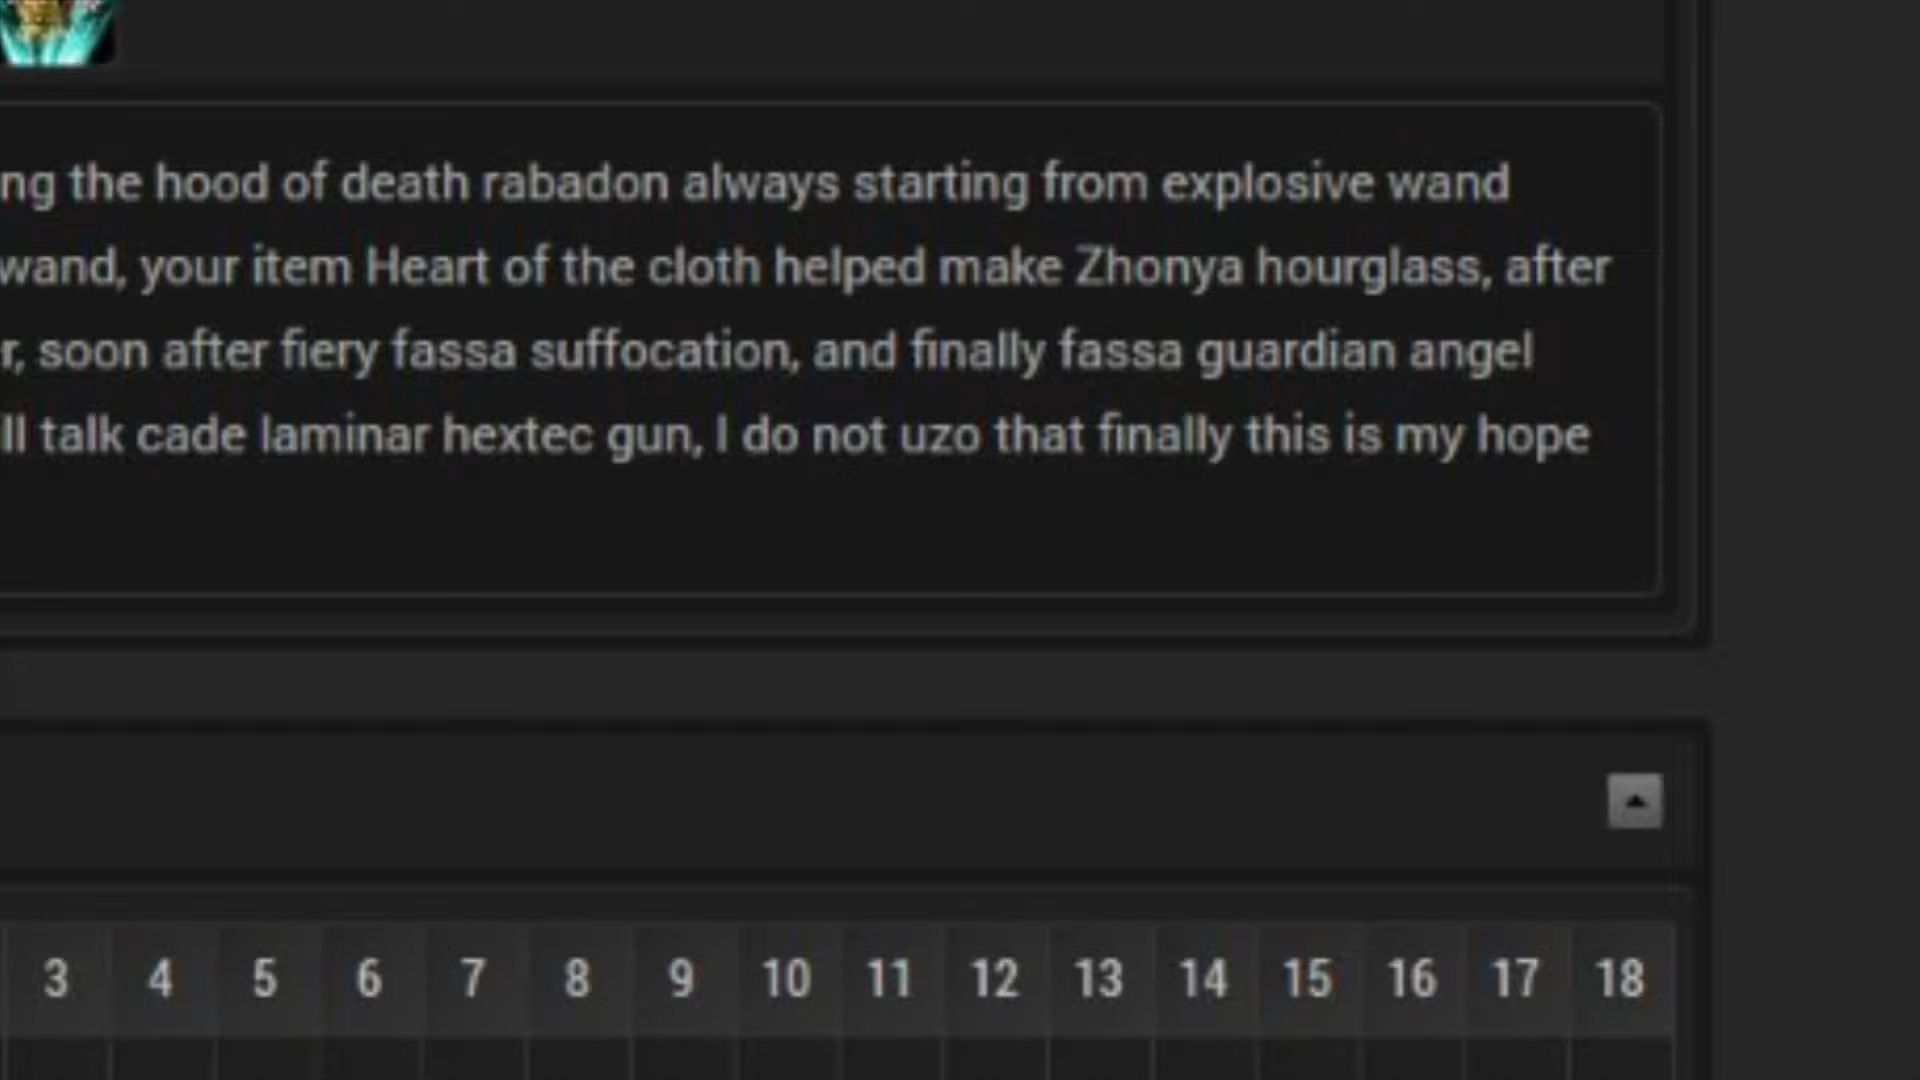 ng the hood of death rabadon always starting from explosive wand
wand, your item Heart of the cloth helped make Zhonya hourglass, after
r, soon after fiery fassa suffocation, and finally fassa guardian angel
ll talk cade laminar hextec gun, I do not uzo that finally this is my hope
3 4 5 6 7 8 9 10 11 12 13 14 15 16 17 18